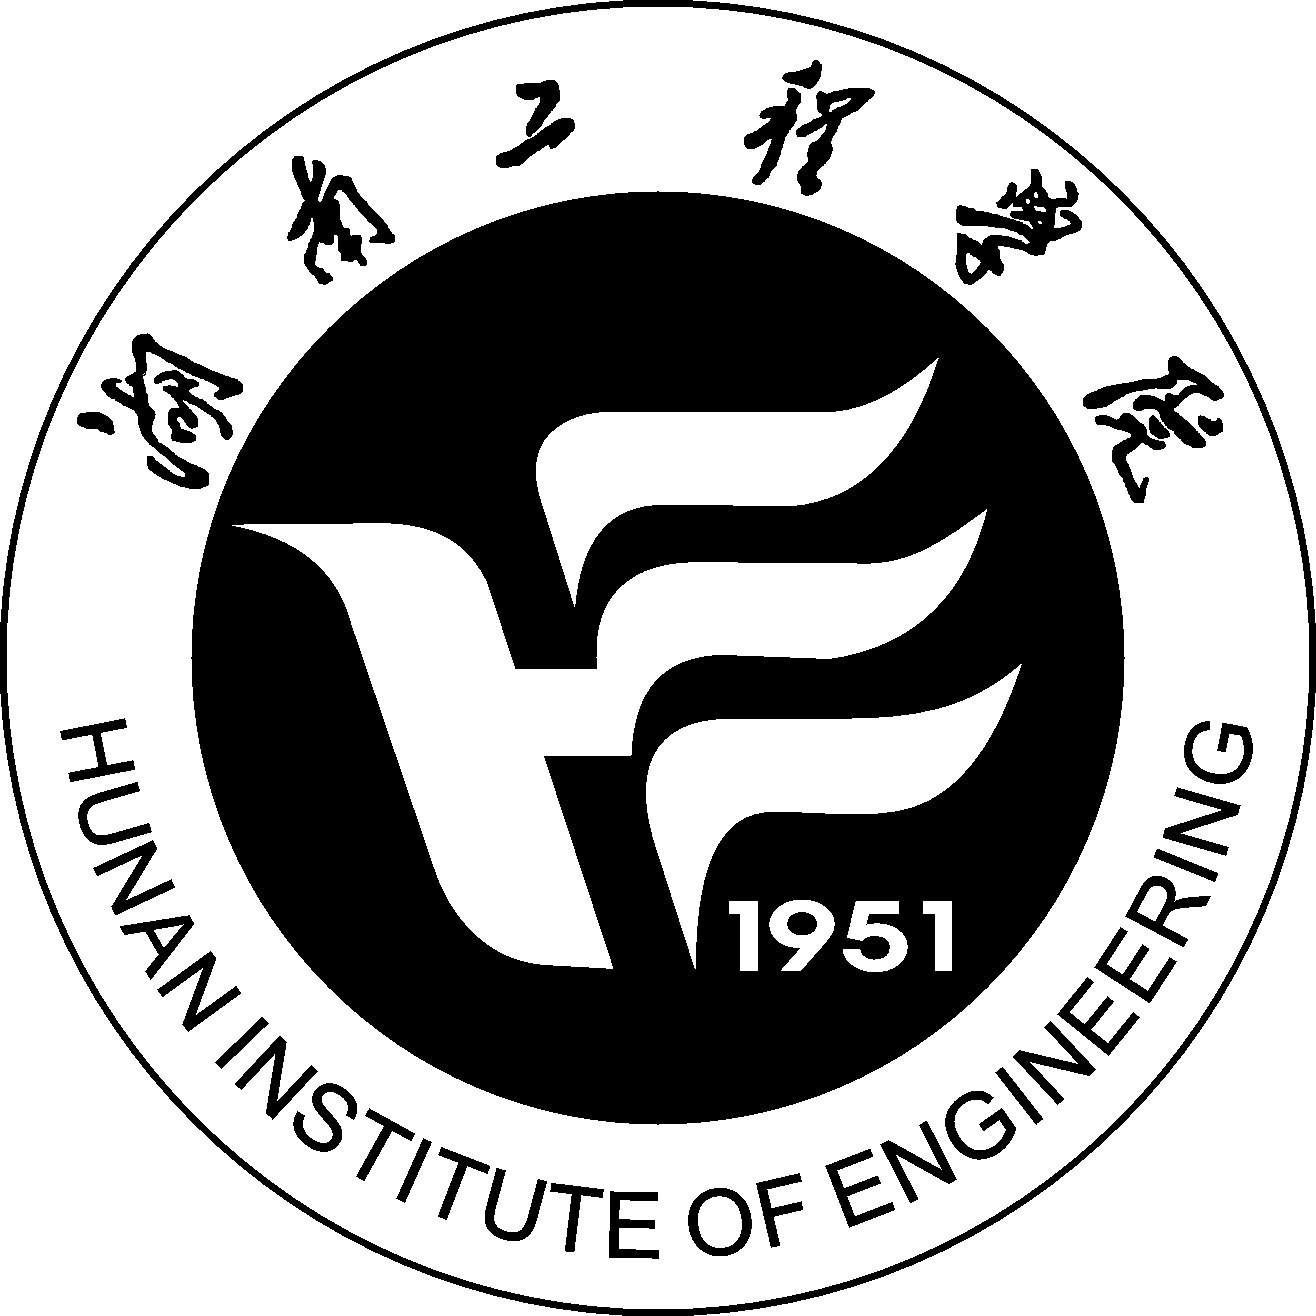 湖南工程学院
1951
HUNAN INSTITUTE OF ENGINEERING